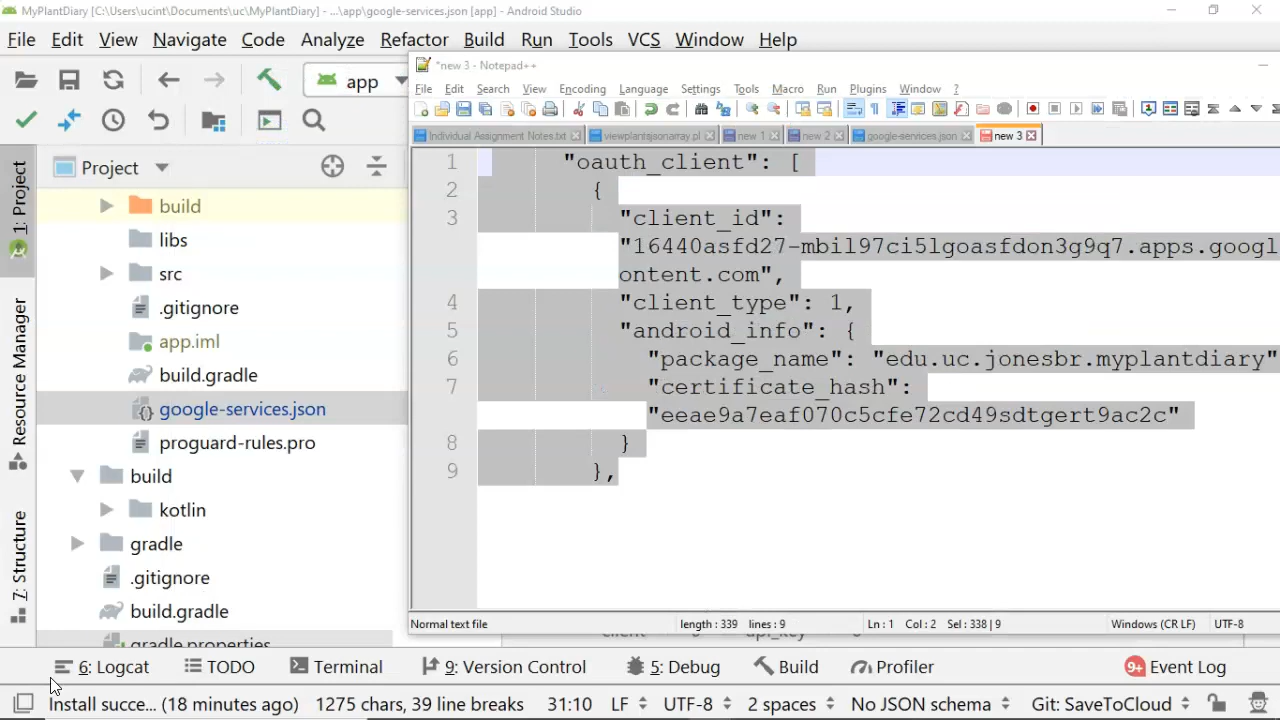 MyPlantDiary [C:\Users\ucint\Documents\uc\MyPlantDiary] - ...\app\google-services.json [app] - Android Studio
File Edit View Navigate Code Analyze Refactor Build Run Tools VCS Window Help
app
*new 3 - Notepad++
File Edit Search View Encoding Language Settings Tools Macro Run Plugins Window ?
Individual Assignment Notes.txt viewplantsjsonarray.pl new 1 new 2 google-services.json new 3
1: Project
Resource Manager
7: Structure
Project
build
libs
src
.gitignore
app.iml
build.gradle
google-services.json
proguard-rules.pro
build
kotlin
gradle
.gitignore
build.gradle
gradle.properties
1 "oauth_client": [
2 {
3 "client_id":
"16440asfd27-mbil97ci5lgoasfdon3g9q7.apps.googl
ontent.com",
4 "client_type": 1,
5 "android_info": {
6 "package_name": "edu.uc.jonesbr.myplantdiary"
7 "certificate_hash":
"eeae9a7eaf070c5cfe72cd49sdtgert9ac2c"
8 }
9 },
Normal text file length : 339 lines : 9 Ln : 1 Col : 2 Sel : 338 | 9 Windows (CR LF) UTF-8
6: Logcat TODO Terminal 9: Version Control 5: Debug Build Profiler 9+ Event Log
Install succe... (18 minutes ago) 1275 chars, 39 line breaks 31:10 LF UTF-8 2 spaces No JSON schema Git: SaveToCloud